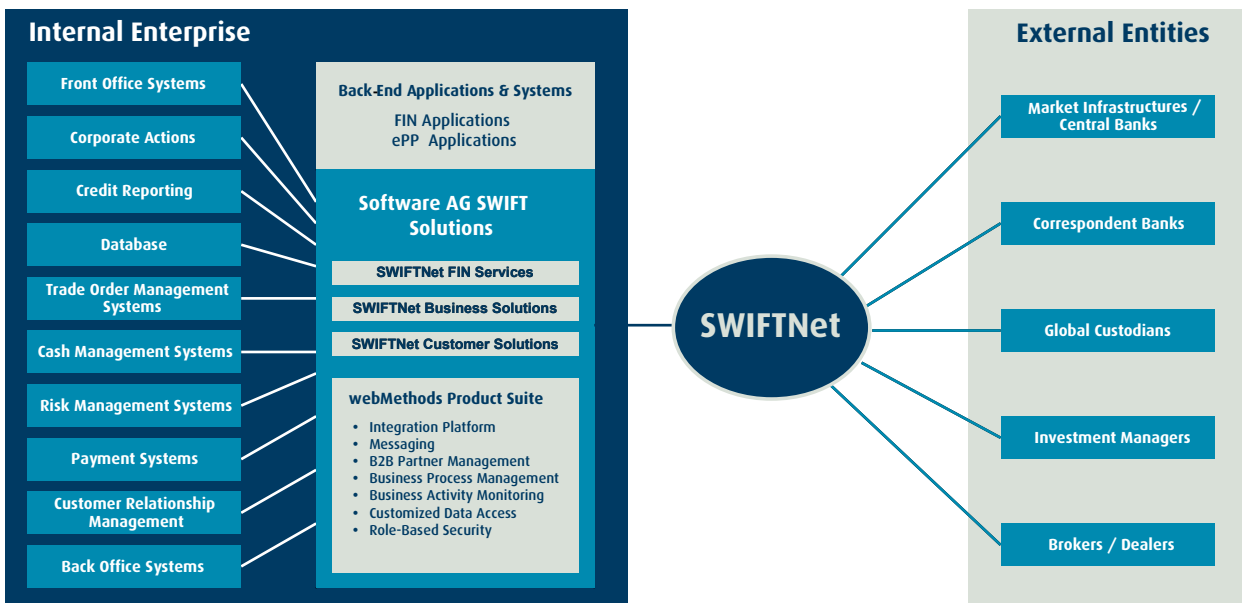 Internal Enterprise
Front Office Systems
Corporate Actions
Credit Reporting
Database
Trade Order Management
Systems
Cash Management Systems
Risk Management Systems
Payment Systems
Customer Relationship
Management
Back Office Systems
Back-End Applications & Systems
FIN Applications
ePP Applications
Software AG SWIFT
Solutions
SWIFTNet FIN Services
SWIFTNet Business Solutions
SWIFTNet Customer Solutions
webMethods Product Suite
• Integration Platform
• Messaging
• B2B Partner Management
• Business Process Management
• Business Activity Monitoring
• Customized Data Access
• Role-Based Security
SWIFTNet
External Entities
Market Infrastructures /
Central Banks
Correspondent Banks
Global Custodians
Investment Managers
Brokers / Dealers